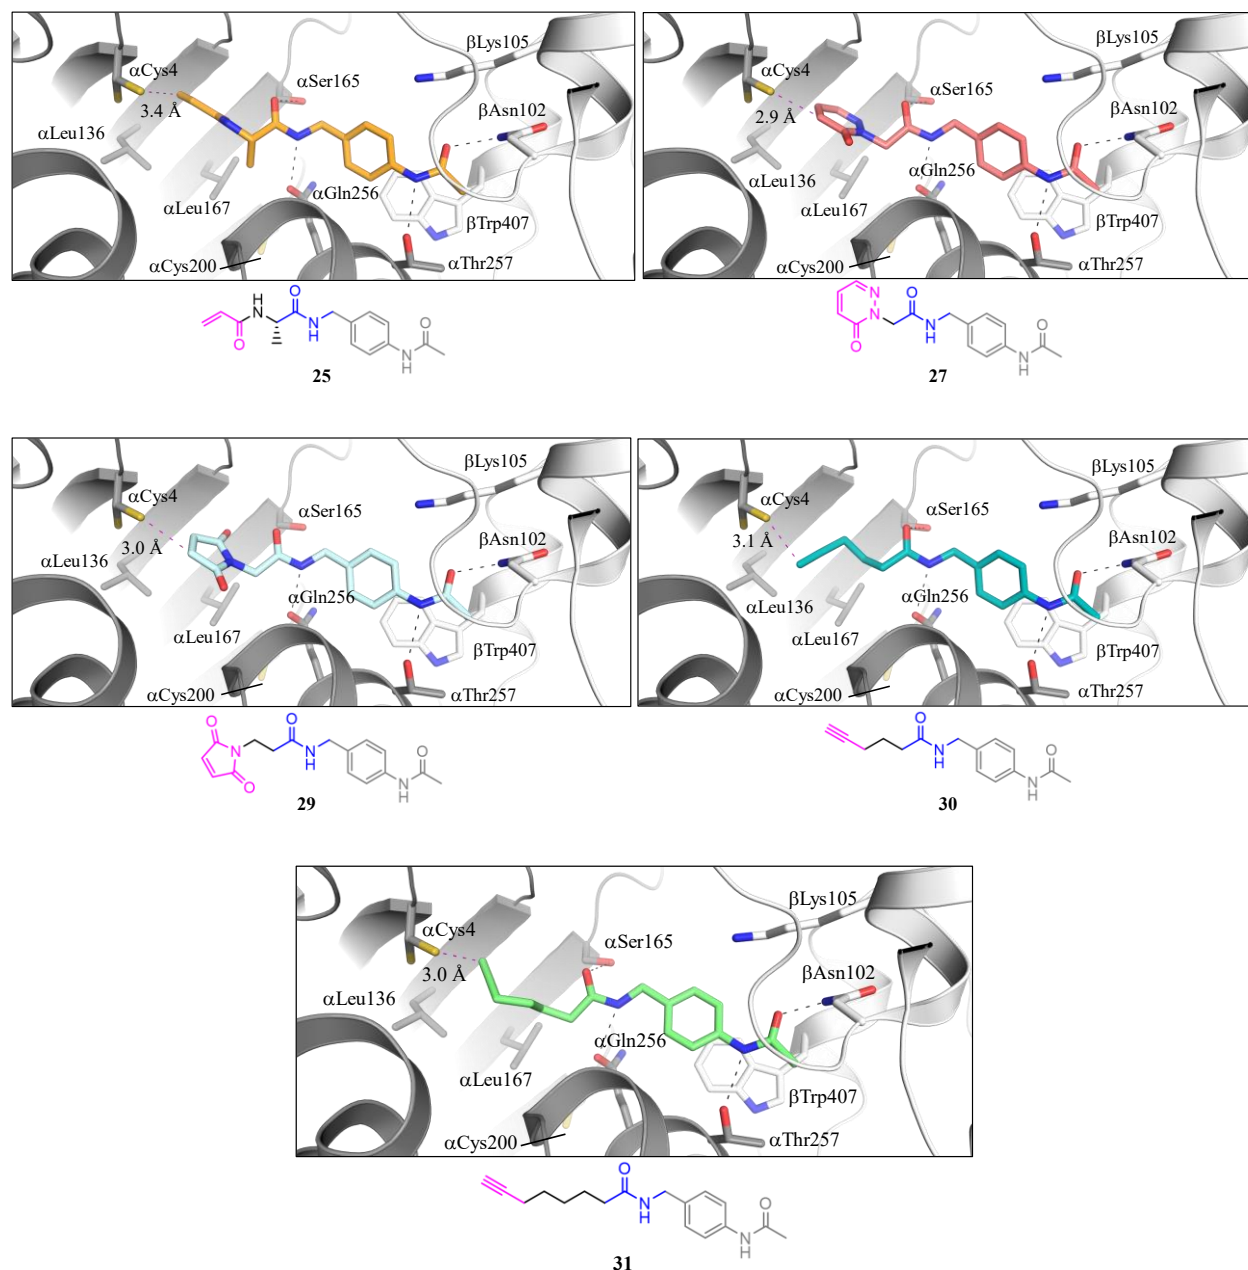 βLys105
αCys4
αSer165
3.4 Å
βAsn102
αLeu136
αGln256
αLeu167
βTrp407
αCys200
αThr257
H
N
O
O
N
H
O
N
H
25
βLys105
αCys4
αSer165
2.9 Å
βAsn102
αLeu136
αGln256
αLeu167
βTrp407
αCys200
αThr257
N
N
O
O
N
H
O
N
H
27
βLys105
αCys4
αSer165
3.0 Å
βAsn102
αLeu136
αGln256
αLeu167
βTrp407
αCys200
αThr257
O
N
O
O
N
H
O
N
H
29
βLys105
αCys4
αSer165
3.1 Å
βAsn102
αLeu136
αGln256
αLeu167
βTrp407
αCys200
αThr257
O
N
H
O
N
H
30
βLys105
αCys4
αSer165
3.0 Å
βAsn102
αLeu136
αGln256
αLeu167
βTrp407
αCys200
αThr257
O
N
H
O
N
H
31